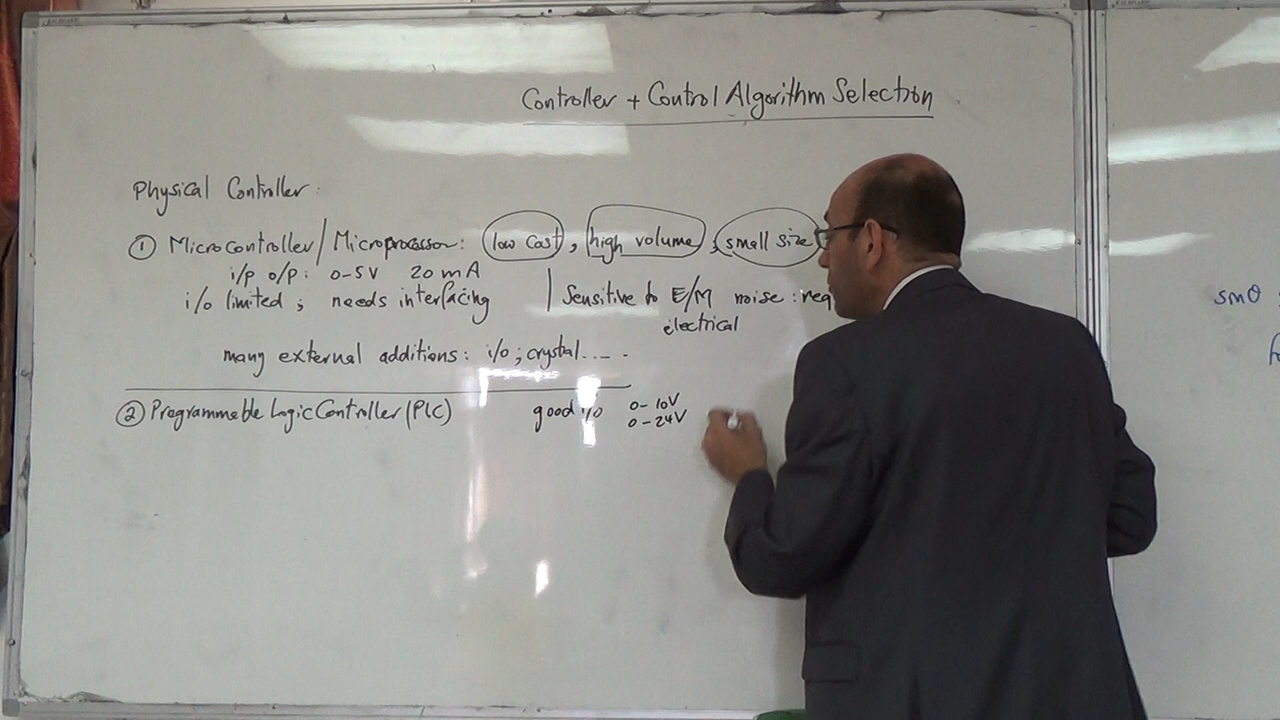 Controller + Control Algorithm Selection
Physical Controller:
① Microcontroller/Microprocessor: low cost, high volume, small size
i/p o/p: 0-5V 20 mA
i/o limited; needs interfacing | Sensitive to E/M noise: req
electrical
many external additions: i/o; crystal.....
② Programmable Logic Controller (PLC) good i/o 0-10V
0-24V
sinθ